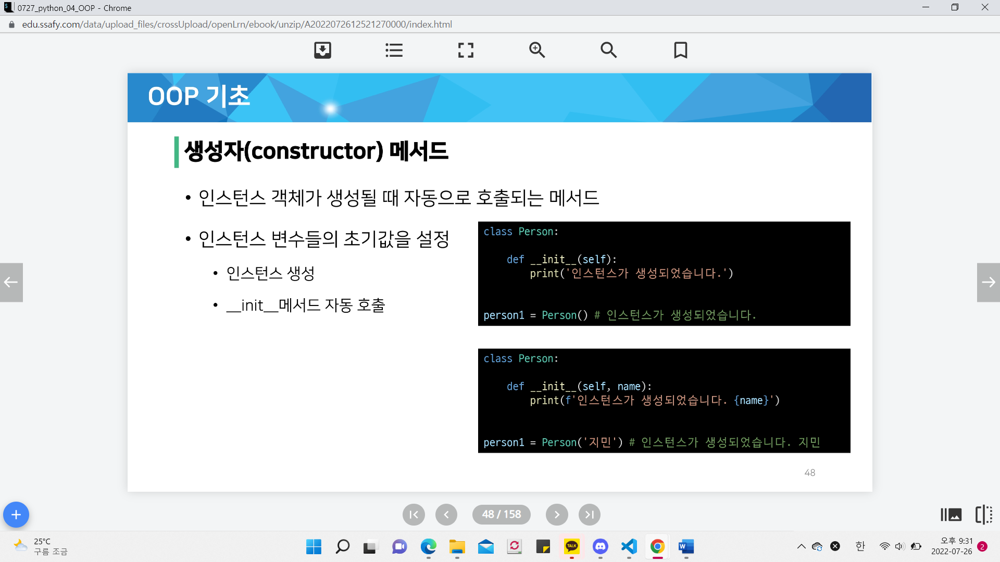 0727_python_04_OOP - Chrome
edu.ssafy.com/data/upload_files/crossUpload/openLrn/ebook/unzip/A2022072612521270000/index.html
OOP 기초
생성자(constructor) 메서드
• 인스턴스 객체가 생성될 때 자동으로 호출되는 메서드
• 인스턴스 변수들의 초기값을 설정
• 인스턴스 생성
• __init__메서드 자동 호출
class Person:
def __init__(self):
print('인스턴스가 생성되었습니다.')
person1 = Person() # 인스턴스가 생성되었습니다.
class Person:
def __init__(self, name):
print(f'인스턴스가 생성되었습니다. {name}')
person1 = Person('지민') # 인스턴스가 생성되었습니다. 지민
48
48 / 158
25°C
구름 조금
TALK
W
한
오후 9:31
2022-07-26
2